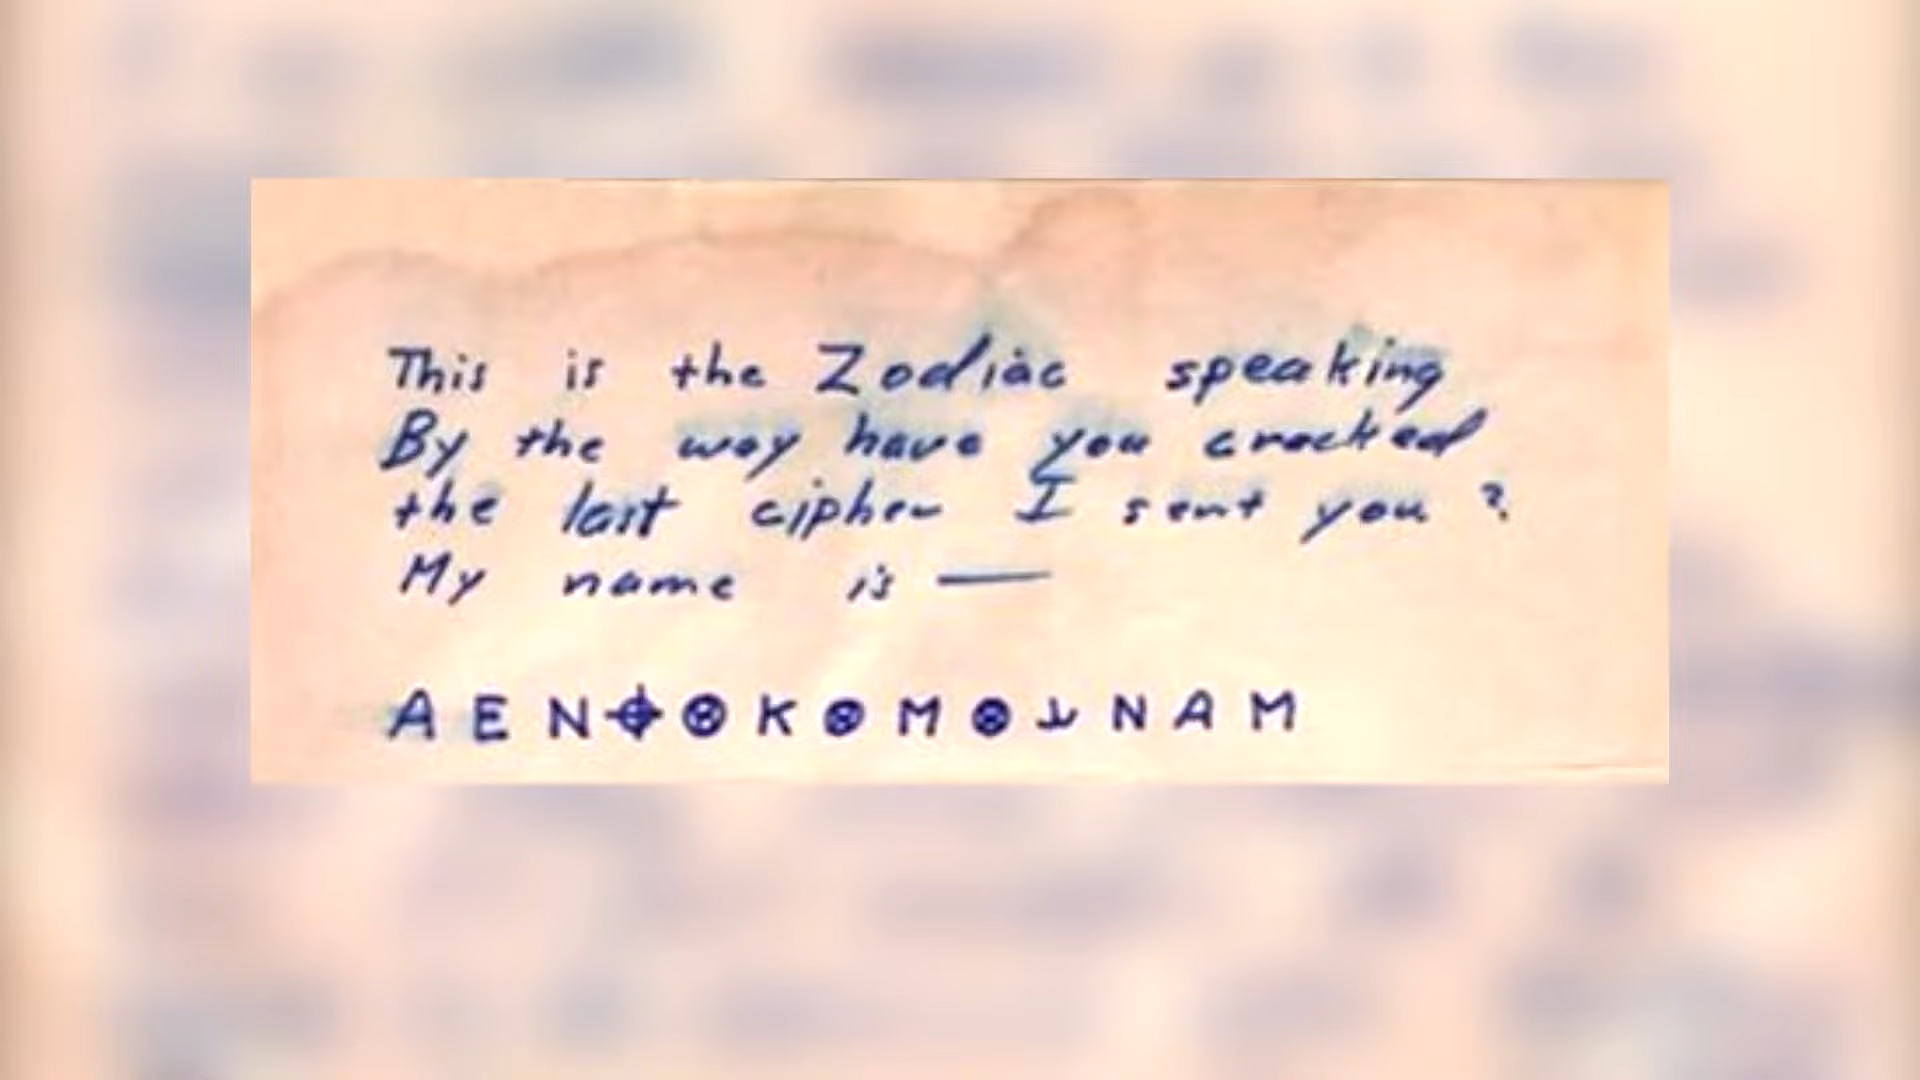 This is the Zodiac speaking
By the way have you cracked
the last cipher I sent you ?
My name is —
A E N ⌖ ⊗ K ⊗ M ⊗ ⅃ N A M